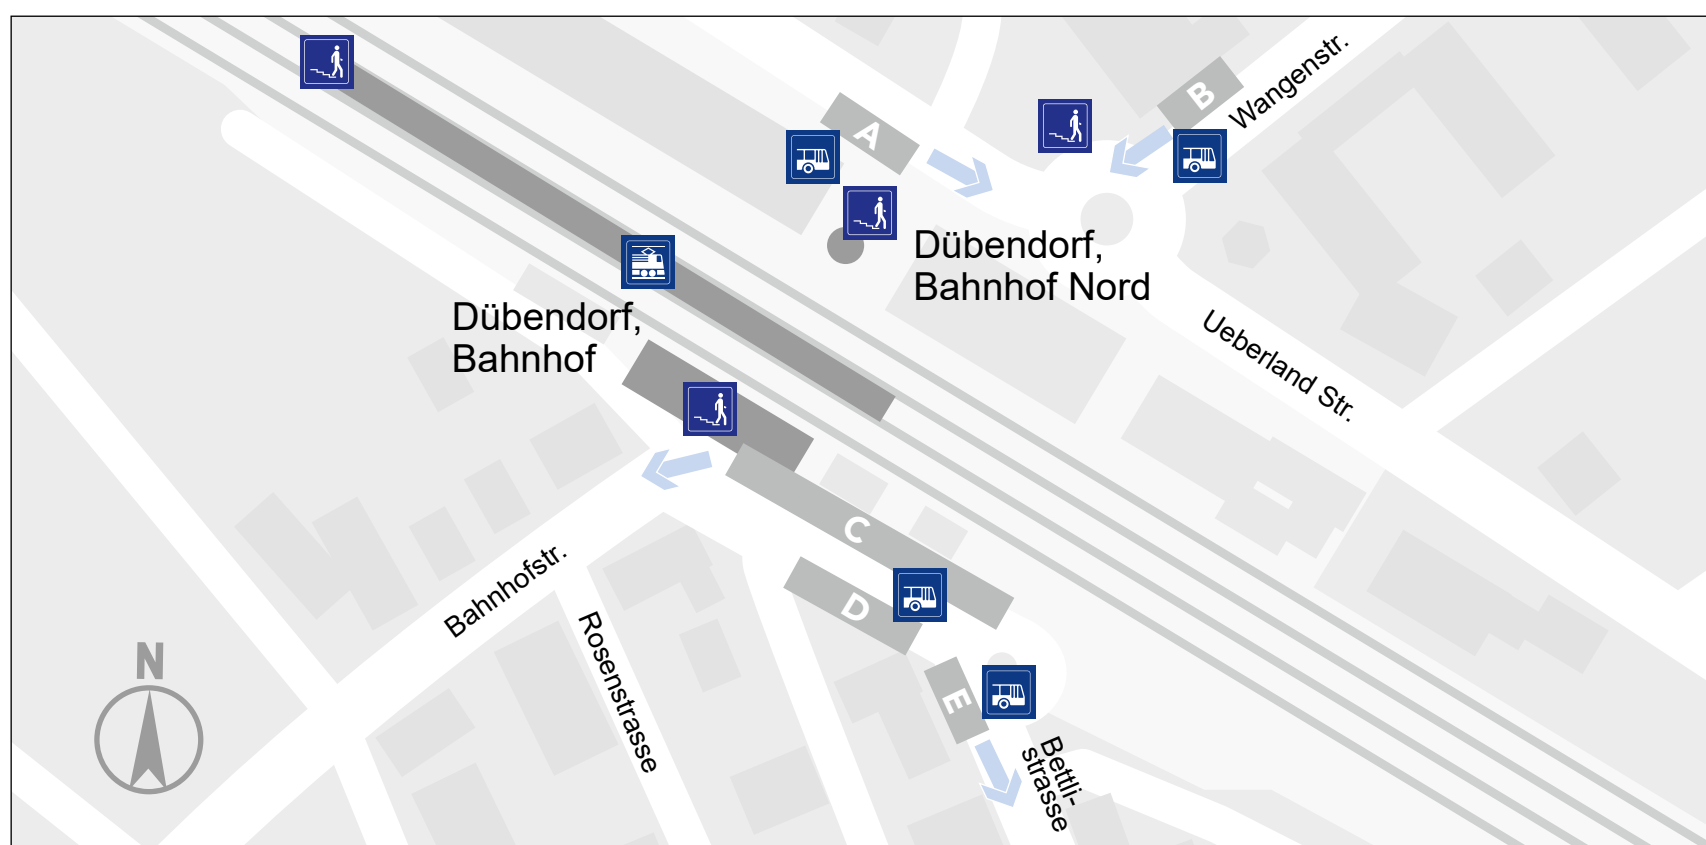 Wangenstr.
B
A
Dübendorf,
Bahnhof Nord
Dübendorf,
Bahnhof
Ueberland Str.
C
D
E
Bahnhofstr.
Rosenstrasse
Bettli-
strasse
N